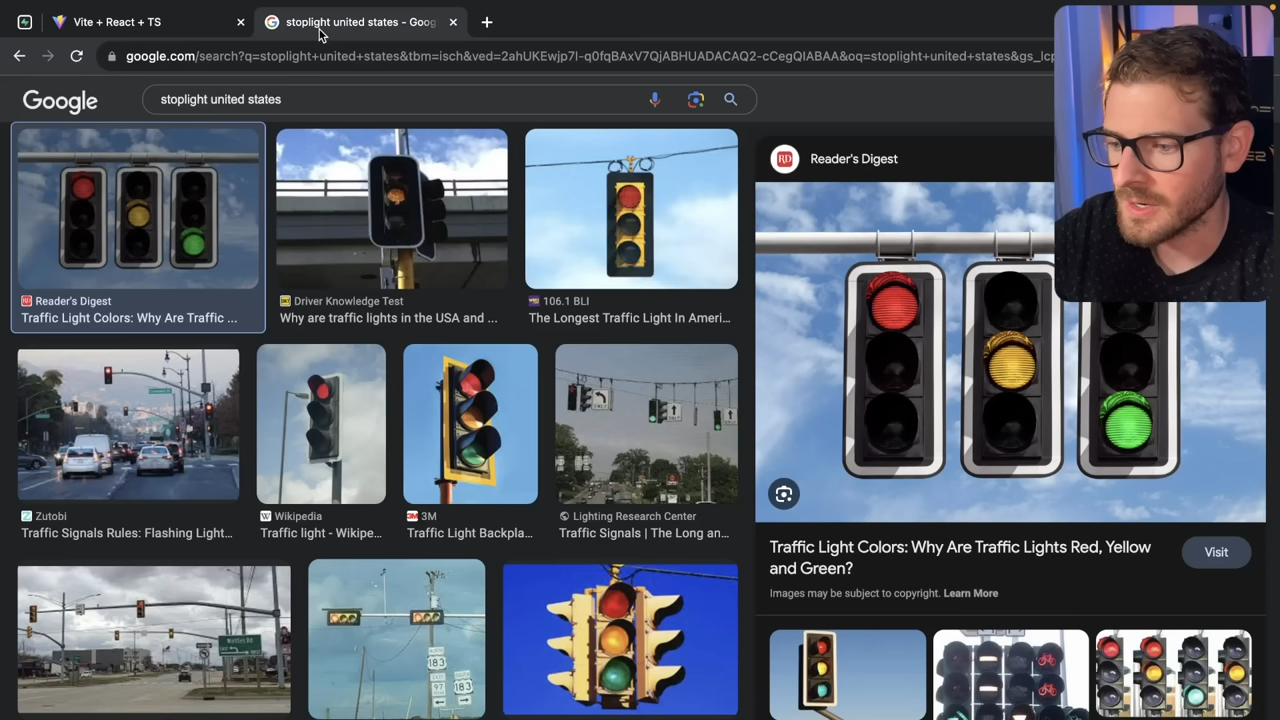 Vite + React + TS
stoplight united states - Goog
google.com/search?q=stoplight+united+states&tbm=isch&ved=2ahUKEwjp7I-q0fqBAxV7QjABHUADACAQ2-cCegQIABAA&oq=stoplight+united+states&gs_lcp
Google
stoplight united states
RD
Reader's Digest
Reader's Digest
Traffic Light Colors: Why Are Traffic ...
Driver Knowledge Test
Why are traffic lights in the USA and ...
106.1 BLI
The Longest Traffic Light In Ameri...
Zutobi
Traffic Signals Rules: Flashing Light...
W Wikipedia
Traffic light - Wikipe...
3M 3M
Traffic Light Backpla...
Lighting Research Center
Traffic Signals | The Long an...
Traffic Light Colors: Why Are Traffic Lights Red, Yellow
and Green?
Visit
Images may be subject to copyright. Learn More
183
97
183